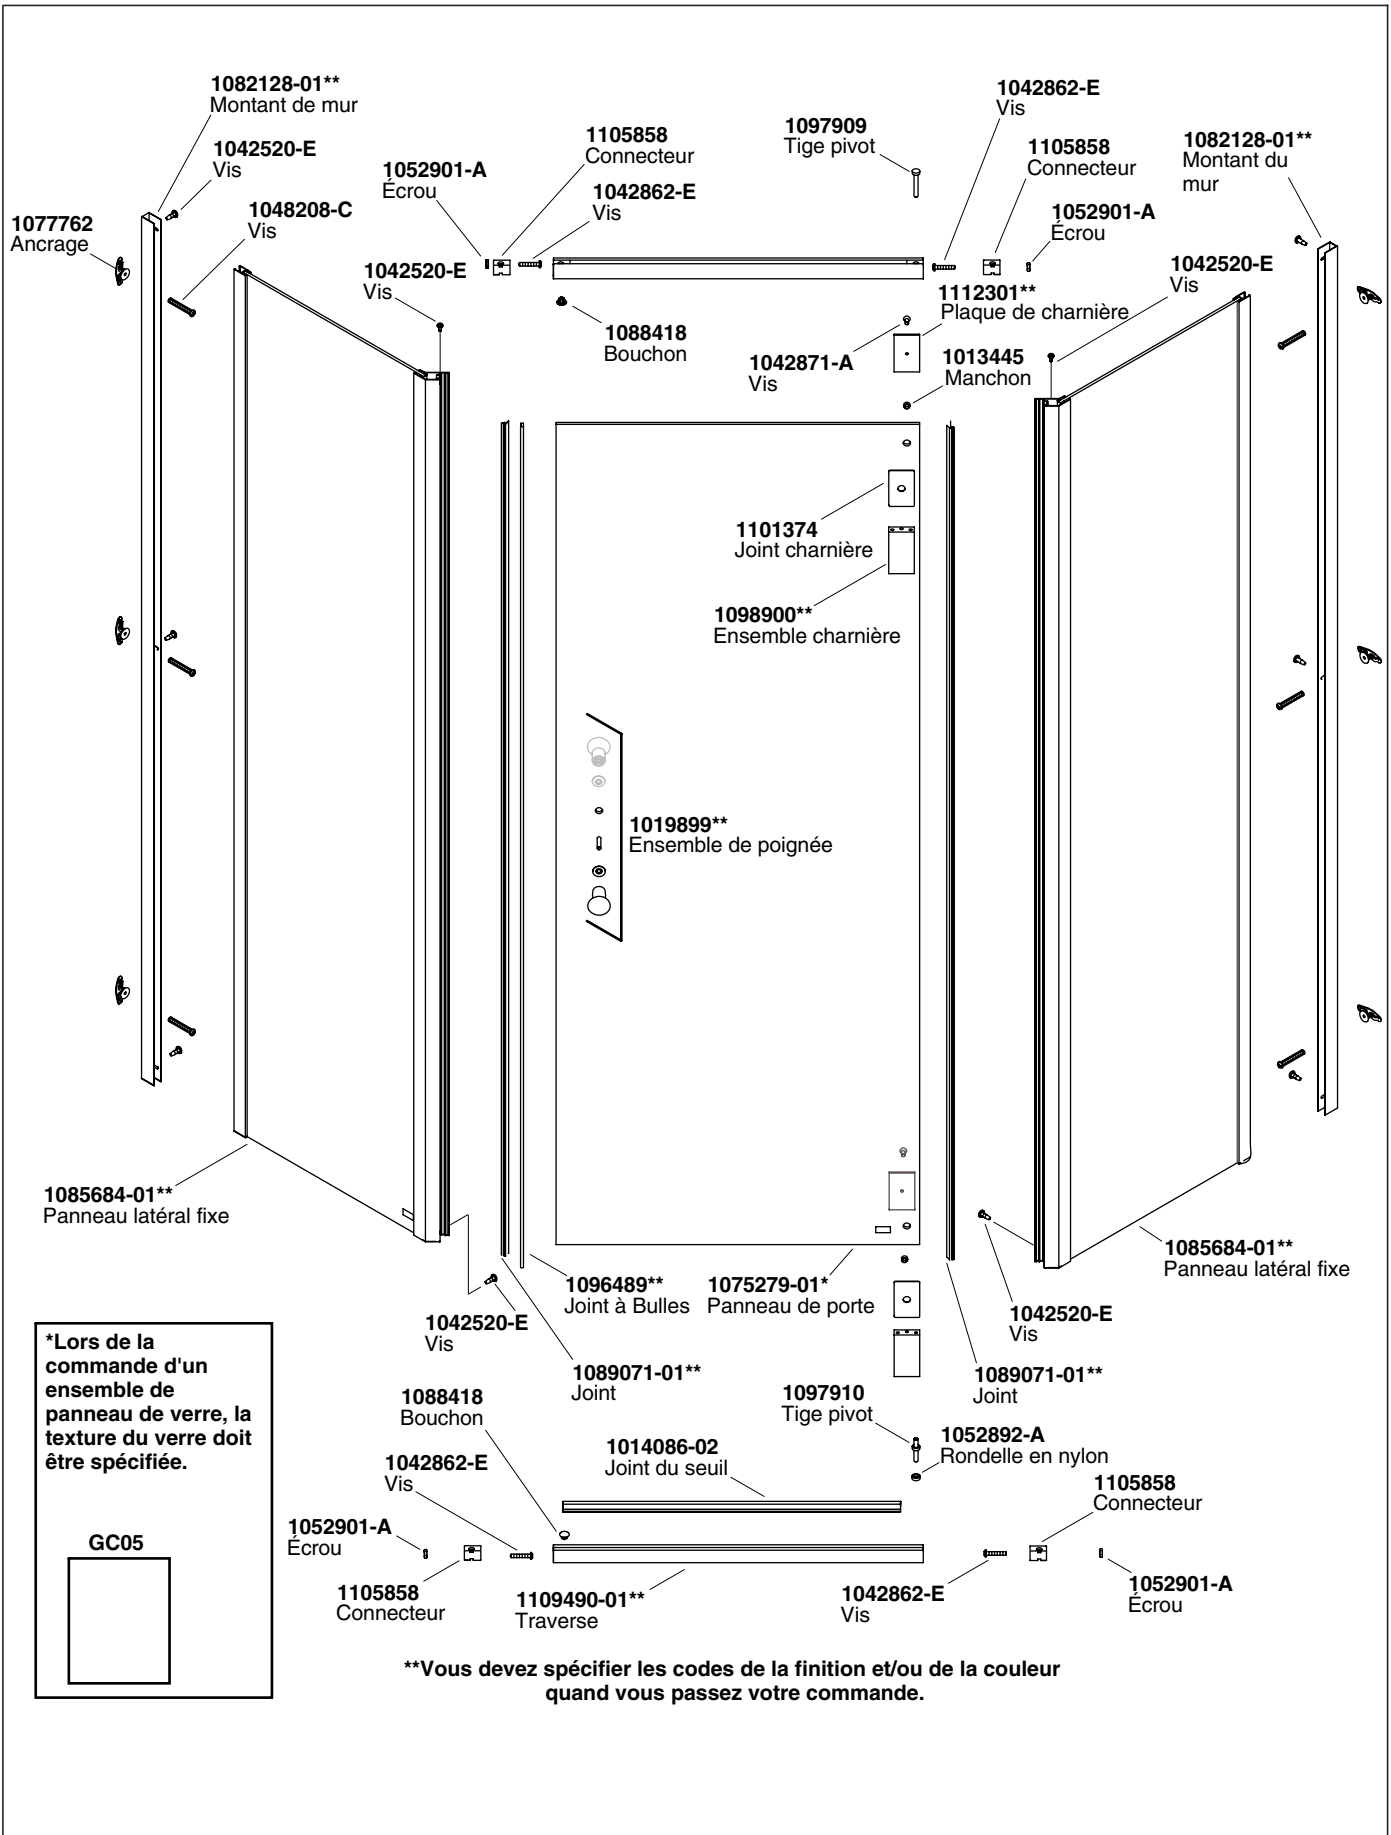 1082128-01**
Montant de mur
1042520-E
Vis
1105858
Connecteur
1097909
Tige pivot
1042862-E
Vis
1105858
Connecteur
1082128-01**
Montant du
mur
1052901-A
Écrou
1042862-E
Vis
1048208-C
Vis
1077762
Ancrage
1052901-A
Écrou
1042520-E
Vis
1042520-E
Vis
1112301**
Plaque de charnière
1088418
Bouchon
1042871-A
Vis
1013445
Manchon
1101374
Joint charnière
1098900**
Ensemble charnière
1019899**
Ensemble de poignée
1085684-01**
Panneau latéral fixe
1085684-01**
Panneau latéral fixe
1096489**
Joint à Bulles
1075279-01*
Panneau de porte
1042520-E
Vis
1042520-E
Vis
1089071-01**
Joint
1089071-01**
Joint
*Lors de la
commande d'un
ensemble de
panneau de verre, la
texture du verre doit
être spécifiée.
GC05
1088418
Bouchon
1097910
Tige pivot
1052892-A
Rondelle en nylon
1014086-02
Joint du seuil
1042862-E
Vis
1105858
Connecteur
1052901-A
Écrou
1105858
Connecteur
1109490-01**
Traverse
1042862-E
Vis
1052901-A
Écrou
**Vous devez spécifier les codes de la finition et/ou de la couleur
quand vous passez votre commande.